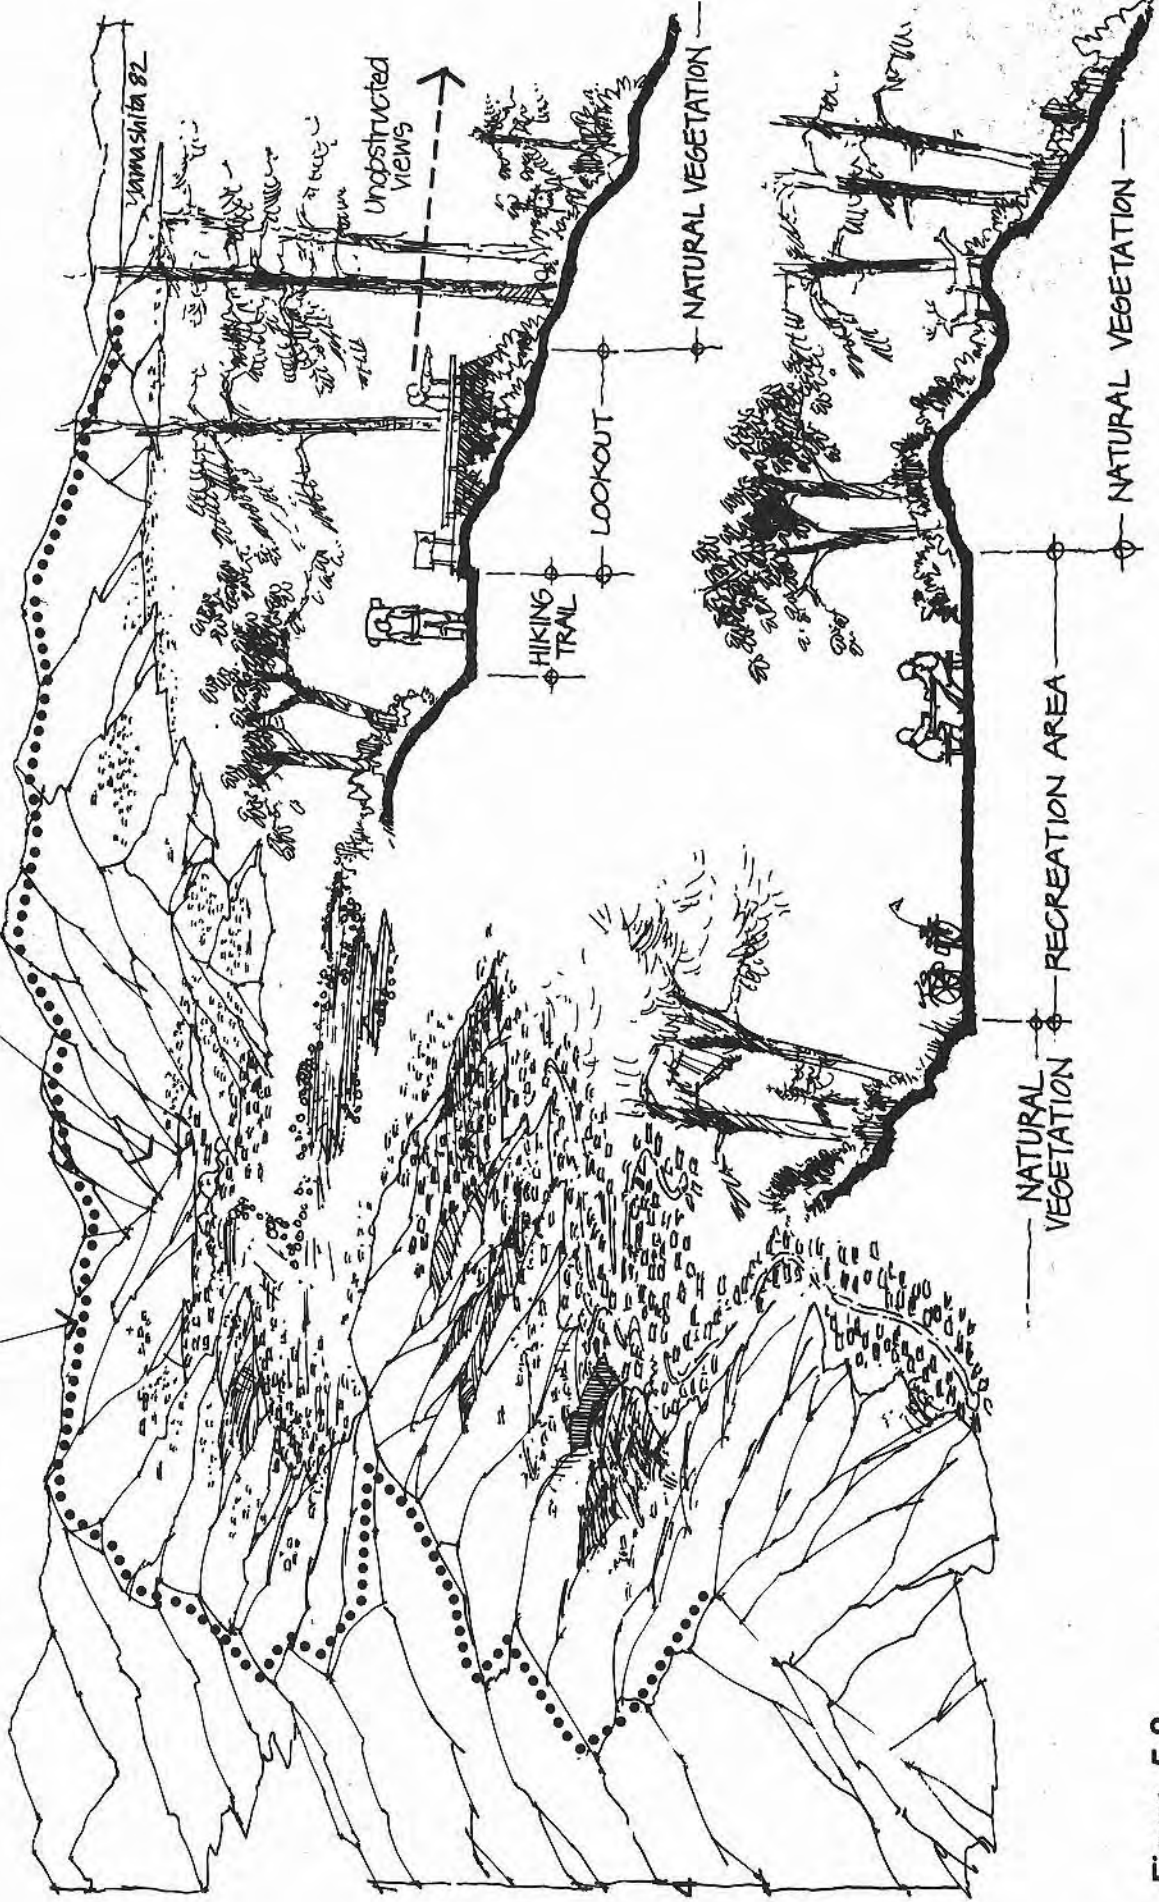 Yamashita 82
Unobstructed
views
HIKING
TRAIL
LOOKOUT
NATURAL VEGETATION
NATURAL
VEGETATION
RECREATION AREA
NATURAL VEGETATION